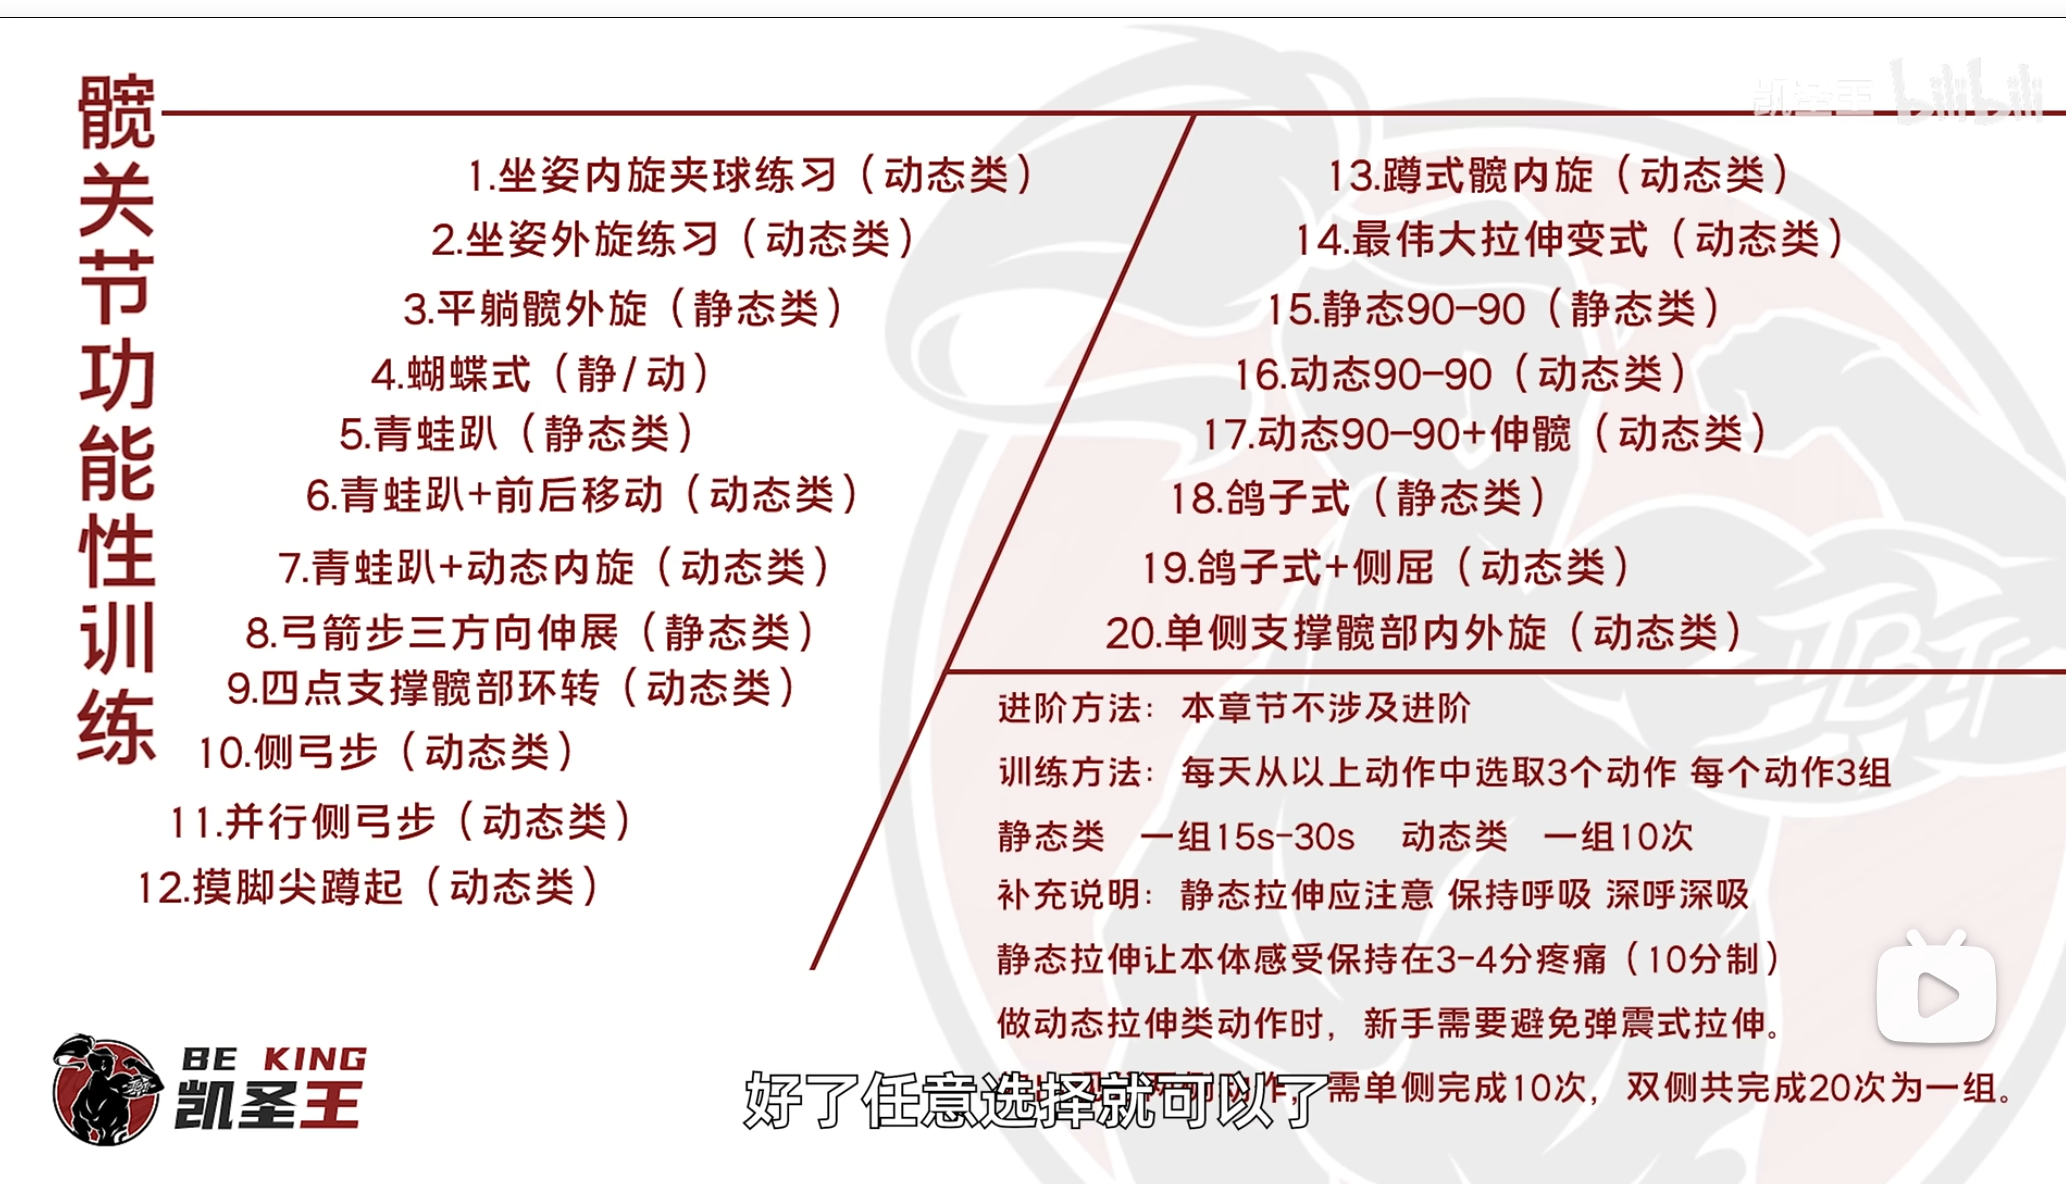 髋关节功能性训练
凯圣王 bilibili
1.坐姿内旋夹球练习（动态类）
2.坐姿外旋练习（动态类）
3.平躺髋外旋（静态类）
4.蝴蝶式（静/动）
5.青蛙趴（静态类）
6.青蛙趴+前后移动（动态类）
7.青蛙趴+动态内旋（动态类）
8.弓箭步三方向伸展（静态类）
9.四点支撑髋部环转（动态类）
10.侧弓步（动态类）
11.并行侧弓步（动态类）
12.摸脚尖蹲起（动态类）
13.蹲式髋内旋（动态类）
14.最伟大拉伸变式（动态类）
15.静态90-90（静态类）
16.动态90-90（动态类）
17.动态90-90+伸髋（动态类）
18.鸽子式（静态类）
19.鸽子式+侧屈（动态类）
20.单侧支撑髋部内外旋（动态类）
进阶方法：本章节不涉及进阶
训练方法：每天从以上动作中选取3个动作 每个动作3组
静态类 一组15s-30s 动态类 一组10次
补充说明：静态拉伸应注意 保持呼吸 深呼深吸
静态拉伸让本体感受保持在3-4分疼痛（10分制）
做动态拉伸类动作时，新手需要避免弹震式拉伸。
作，需单侧完成10次，双侧共完成20次为一组。
好了任意选择就可以了
BE KING
凯圣王